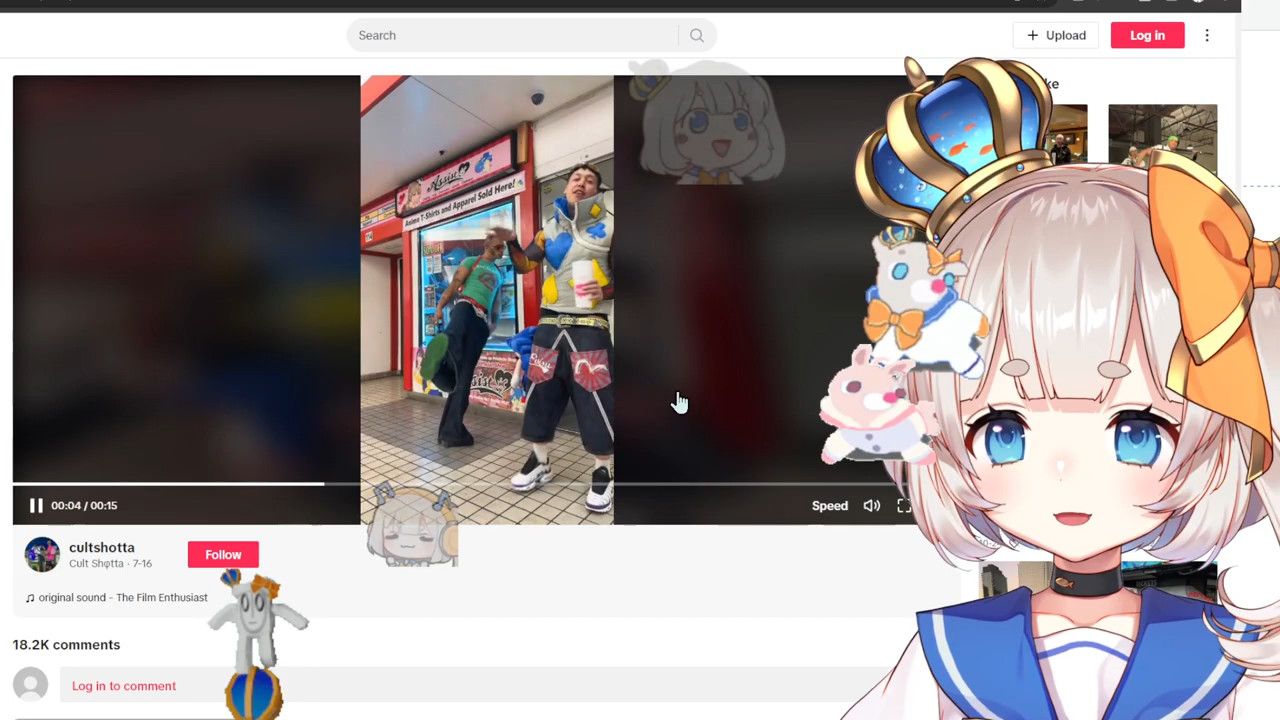 Search
Upload
Log in
ke
Assist
Anime T-Shirts and Apparel Sold Here!
00:04 / 00:15
Speed
cultshotta
Cult Shφtta · 7-16
Follow
original sound - The Film Enthusiast
18.2K comments
Log in to comment